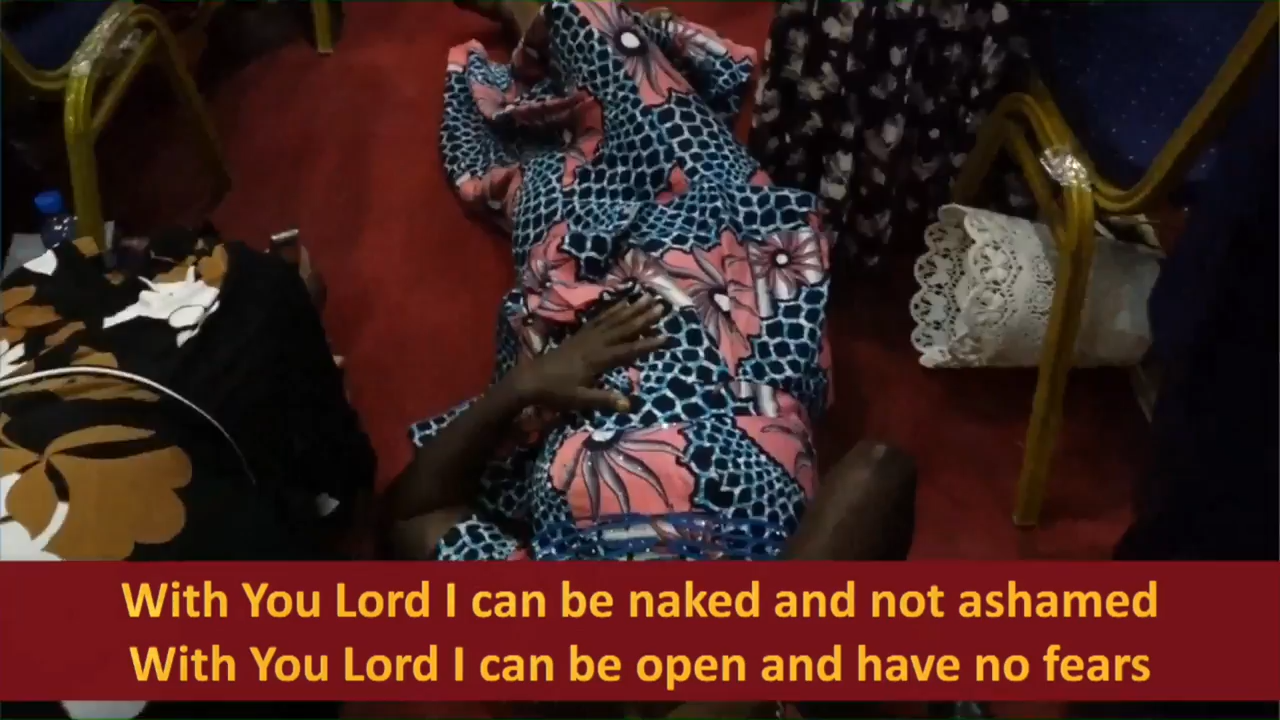 With You Lord I can be naked and not ashamed
With You Lord I can be open and have no fears